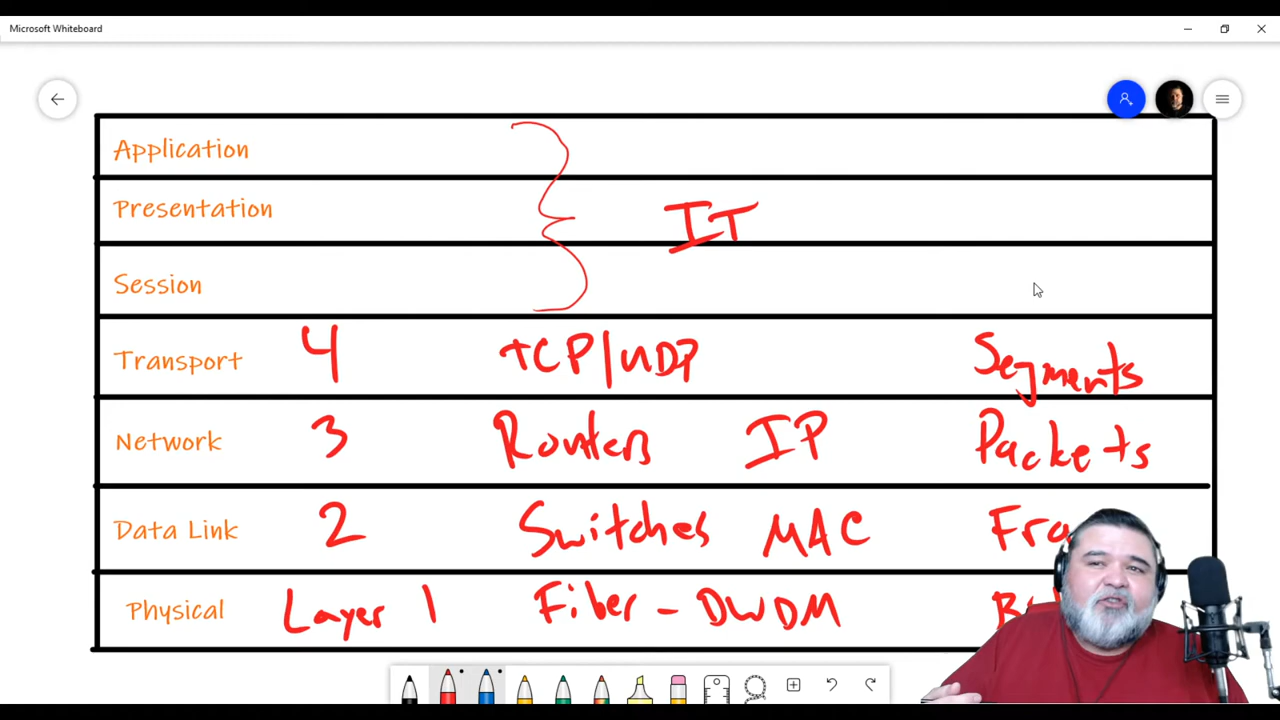 Microsoft Whiteboard
Application
Presentation IT
Session
Transport 4 TCP/UDP Segments
Network 3 Routers IP Packets
Data Link 2 Switches MAC
Physical Layer 1 Fiber - DWDM